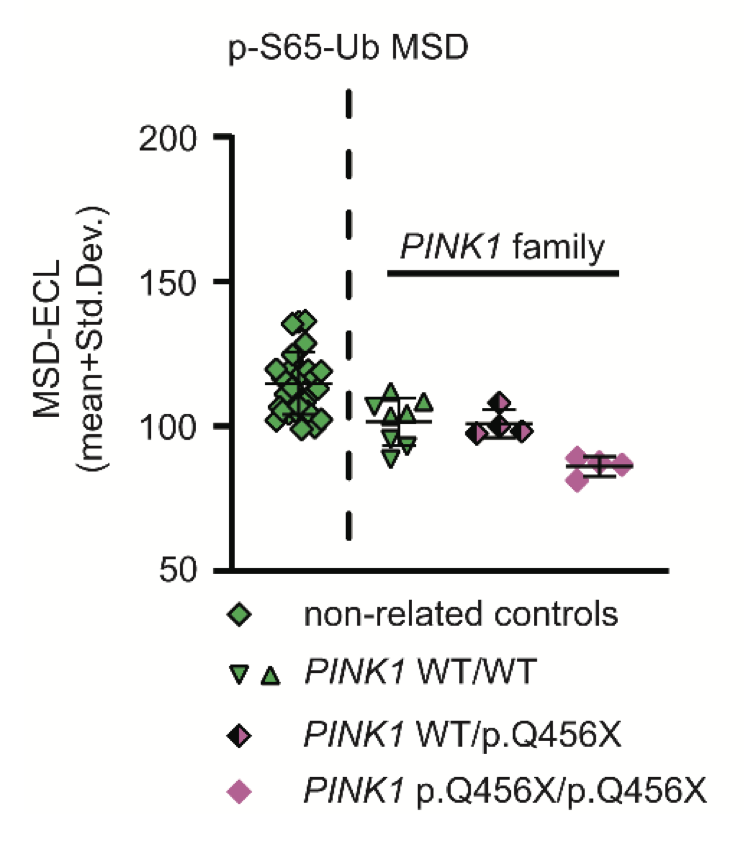 p-S65-Ub MSD
MSD-ECL
(mean+Std.Dev.)
200
150
100
50
PINK1 family
non-related controls
PINK1 WT/WT
PINK1 WT/p.Q456X
PINK1 p.Q456X/p.Q456X